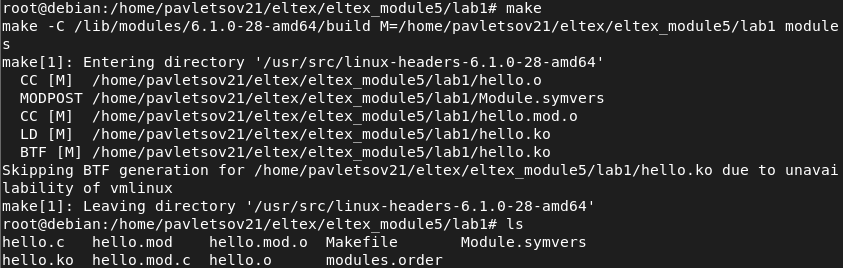 root@debian:/home/pavletsov21/eltex/eltex_module5/lab1# make
make -C /lib/modules/6.1.0-28-amd64/build M=/home/pavletsov21/eltex/eltex_module5/lab1 module
s
make[1]: Entering directory '/usr/src/linux-headers-6.1.0-28-amd64'
  CC [M]  /home/pavletsov21/eltex/eltex_module5/lab1/hello.o
  MODPOST /home/pavletsov21/eltex/eltex_module5/lab1/Module.symvers
  CC [M]  /home/pavletsov21/eltex/eltex_module5/lab1/hello.mod.o
  LD [M]  /home/pavletsov21/eltex/eltex_module5/lab1/hello.ko
  BTF [M] /home/pavletsov21/eltex/eltex_module5/lab1/hello.ko
Skipping BTF generation for /home/pavletsov21/eltex/eltex_module5/lab1/hello.ko due to unavai
lability of vmlinux
make[1]: Leaving directory '/usr/src/linux-headers-6.1.0-28-amd64'
root@debian:/home/pavletsov21/eltex/eltex_module5/lab1# ls
hello.c   hello.mod    hello.mod.o  Makefile       Module.symvers
hello.ko  hello.mod.c  hello.o      modules.order